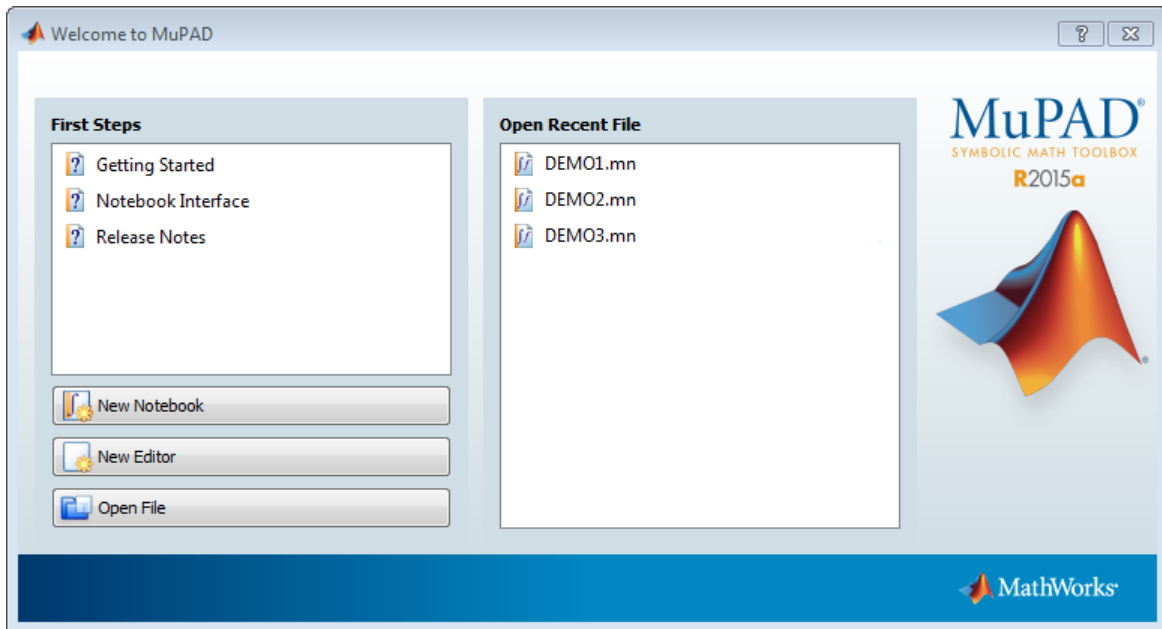 Welcome to MuPAD
First Steps
Getting Started
Notebook Interface
Release Notes
New Notebook
New Editor
Open File
Open Recent File
DEMO1.mn
DEMO2.mn
DEMO3.mn
MuPAD®
SYMBOLIC MATH TOOLBOX
R2015a
®
MathWorks®